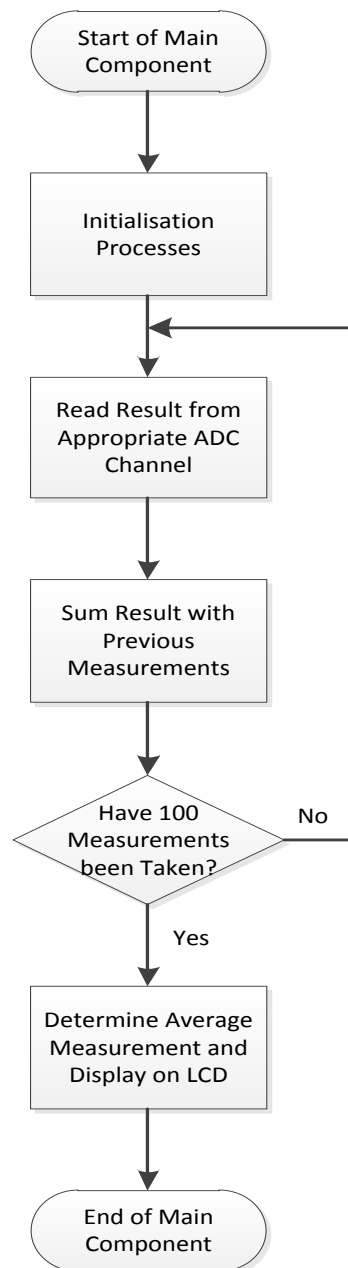 Start of Main
Component
Initialisation
Processes
Read Result from
Appropriate ADC
Channel
Sum Result with
Previous
Measurements
Have 100
Measurements
been Taken?
No
Yes
Determine Average
Measurement and
Display on LCD
End of Main
Component